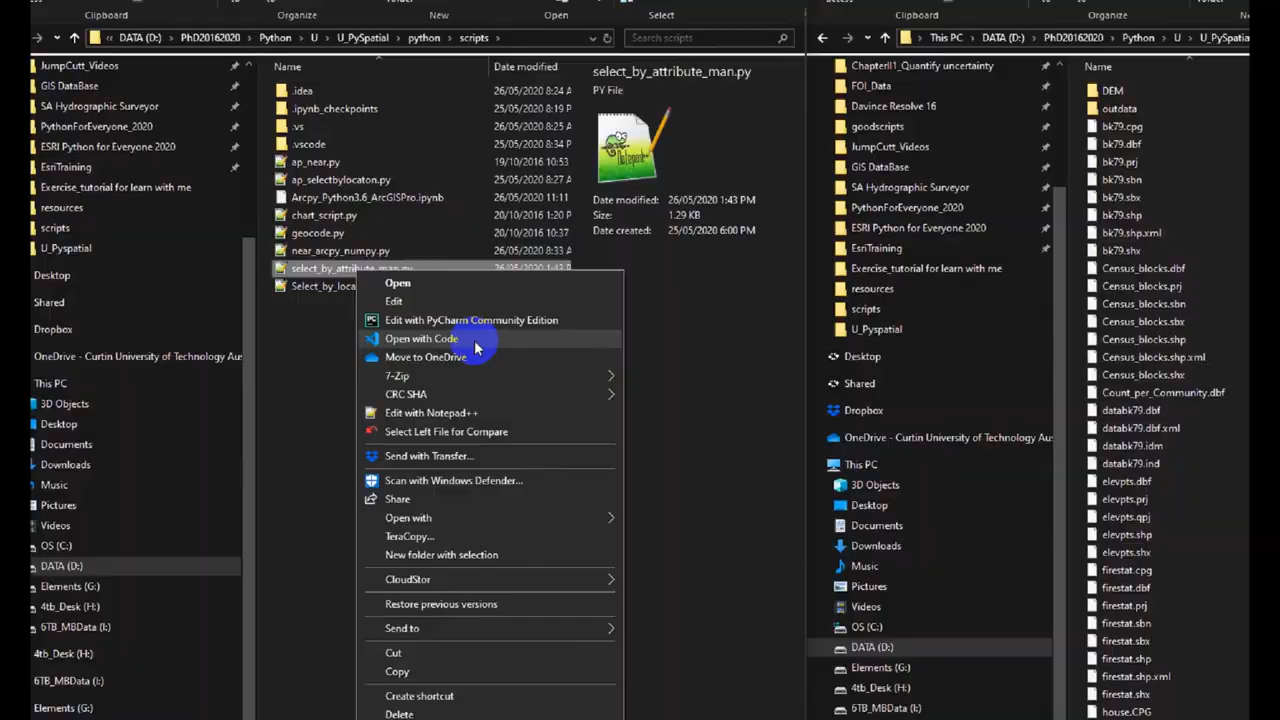 Clipboard
Organize
New
Open
Select
Clipboard
Organize
DATA (D:) > PhD20162020 > Python > U > U_PySpatial > python > scripts >
Search scripts
This PC > DATA (D:) > PhD20162020 > Python > U > U_PySpatia
JumpCutt_Videos
GIS DataBase
SA Hydrographic Surveyor
PythonForEveryone_2020
ESRI Python for Everyone 2020
EsriTraining
Exercise_tutorial for learn with me
resources
scripts
U_Pyspatial
Desktop
Shared
Dropbox
OneDrive - Curtin University of Technology Aus
This PC
3D Objects
Desktop
Documents
Downloads
Music
Pictures
Videos
OS (C:)
DATA (D:)
Elements (G:)
4tb_Desk (H:)
6TB_MBData (I:)
4tb_Desk (H:)
6TB_MBData (I:)
Elements (G:)
Name
Date modified
.idea 26/05/2020 8:24 A
.ipynb_checkpoints 25/05/2020 8:19 P
.vs 26/05/2020 8:25 A
.vscode 26/05/2020 8:34 P
ap_near.py 19/10/2016 10:53
ap_selectbylocaton.py 25/05/2020 8:27 A
Arcpy_Python3.6_ArcGISPro.ipynb 26/05/2020 11:11
chart_script.py 20/10/2016 1:20 P
geocode.py 20/10/2016 10:37
near_arcpy_numpy.py 26/05/2020 8:33 A
select_by_attribute_man.py 26/05/2020 1:43 P
Select_by_loca
Open
Edit
Edit with PyCharm Community Edition
Open with Code
Move to OneDrive
7-Zip
CRC SHA
Edit with Notepad++
Select Left File for Compare
Send with Transfer...
Scan with Windows Defender...
Share
Open with
TeraCopy...
New folder with selection
CloudStor
Restore previous versions
Send to
Cut
Copy
Create shortcut
Delete
select_by_attribute_man.py
PY File
Date modified: 26/05/2020 1:43 PM
Size: 1.29 KB
Date created: 25/05/2020 6:00 PM
ChapterII1_Quantify uncertainty
FOI_Data
Davince Resolve 16
goodscripts
JumpCutt_Videos
GIS DataBase
SA Hydrographic Surveyor
PythonForEveryone_2020
ESRI Python for Everyone 2020
EsriTraining
Exercise_tutorial for learn with me
resources
scripts
U_Pyspatial
Desktop
Shared
Dropbox
OneDrive - Curtin University of Technology Aus
This PC
3D Objects
Desktop
Documents
Downloads
Music
Pictures
Videos
OS (C:)
DATA (D:)
Elements (G:)
4tb_Desk (H:)
6TB_MBData (I:)
Name
DEM
outdata
bk79.cpg
bk79.dbf
bk79.prj
bk79.sbn
bk79.sbx
bk79.shp
bk79.shp.xml
bk79.shx
Census_blocks.dbf
Census_blocks.prj
Census_blocks.sbn
Census_blocks.sbx
Census_blocks.shp
Census_blocks.shp.xml
Census_blocks.shx
Count_per_Community.dbf
databk79.dbf
databk79.dbf.xml
databk79.idm
databk79.ind
elevpts.dbf
elevpts.prj
elevpts.qpj
elevpts.shp
elevpts.shx
firestat.cpg
firestat.dbf
firestat.prj
firestat.sbn
firestat.sbx
firestat.shp
firestat.shp.xml
firestat.shx
house.CPG